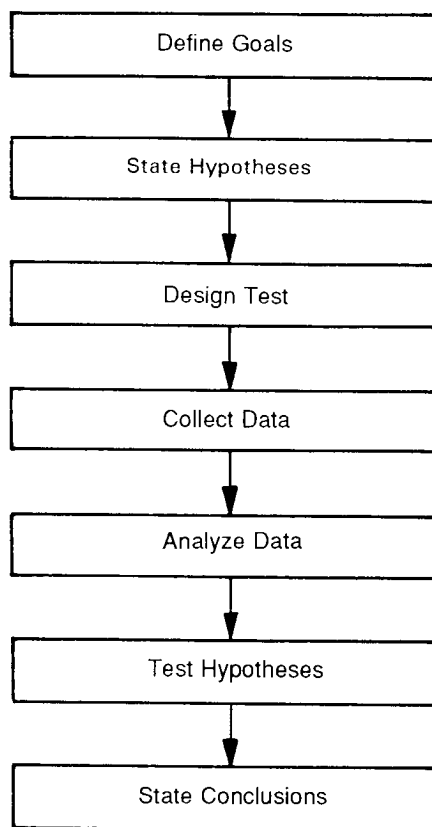 Define Goals
State Hypotheses
Design Test
Collect Data
Analyze Data
Test Hypotheses
State Conclusions